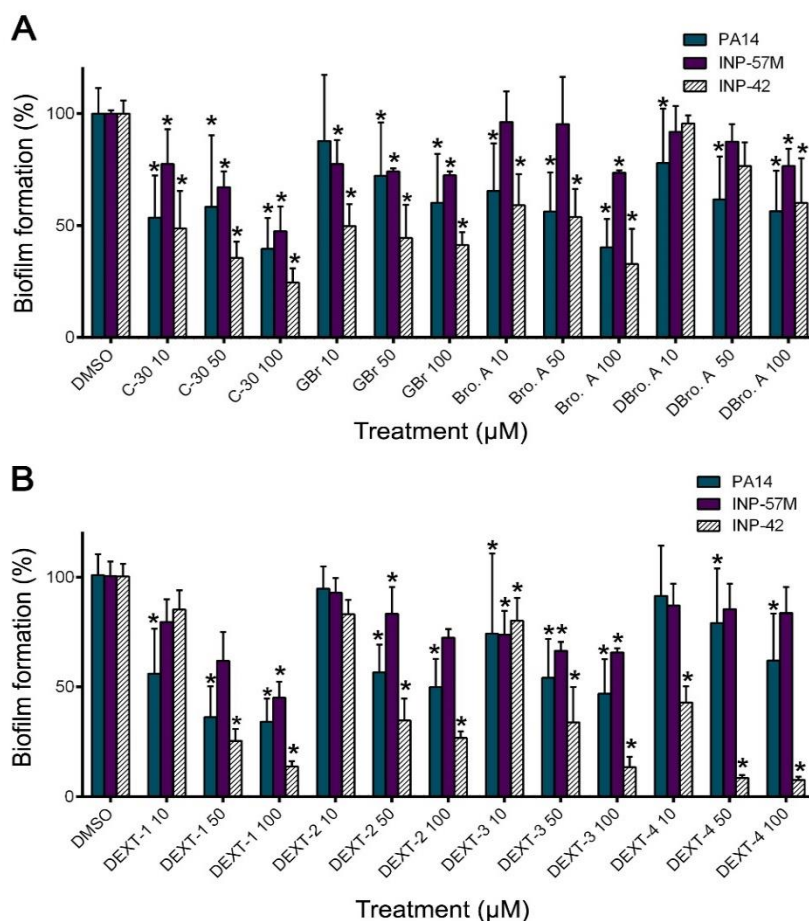 A
PA14
INP-57M
INP-42
Biofilm formation (%)
100
50
0
* * * * * * * * * * * * * * * * * * * * * * * * * * *
DMSO
C-30 10
C-30 50
C-30 100
GBr 10
GBr 50
GBr 100
Bro. A 10
Bro. A 50
Bro. A 100
DBro. A 10
DBro. A 50
DBro. A 100
Treatment (µM)
B
PA14
INP-57M
INP-42
Biofilm formation (%)
100
50
0
* * * * * * * * * * * * * * * * * * * * * *
DMSO
DEXT-1 10
DEXT-1 50
DEXT-1 100
DEXT-2 10
DEXT-2 50
DEXT-2 100
DEXT-3 10
DEXT-3 50
DEXT-3 100
DEXT-4 10
DEXT-4 50
DEXT-4 100
Treatment (µM)